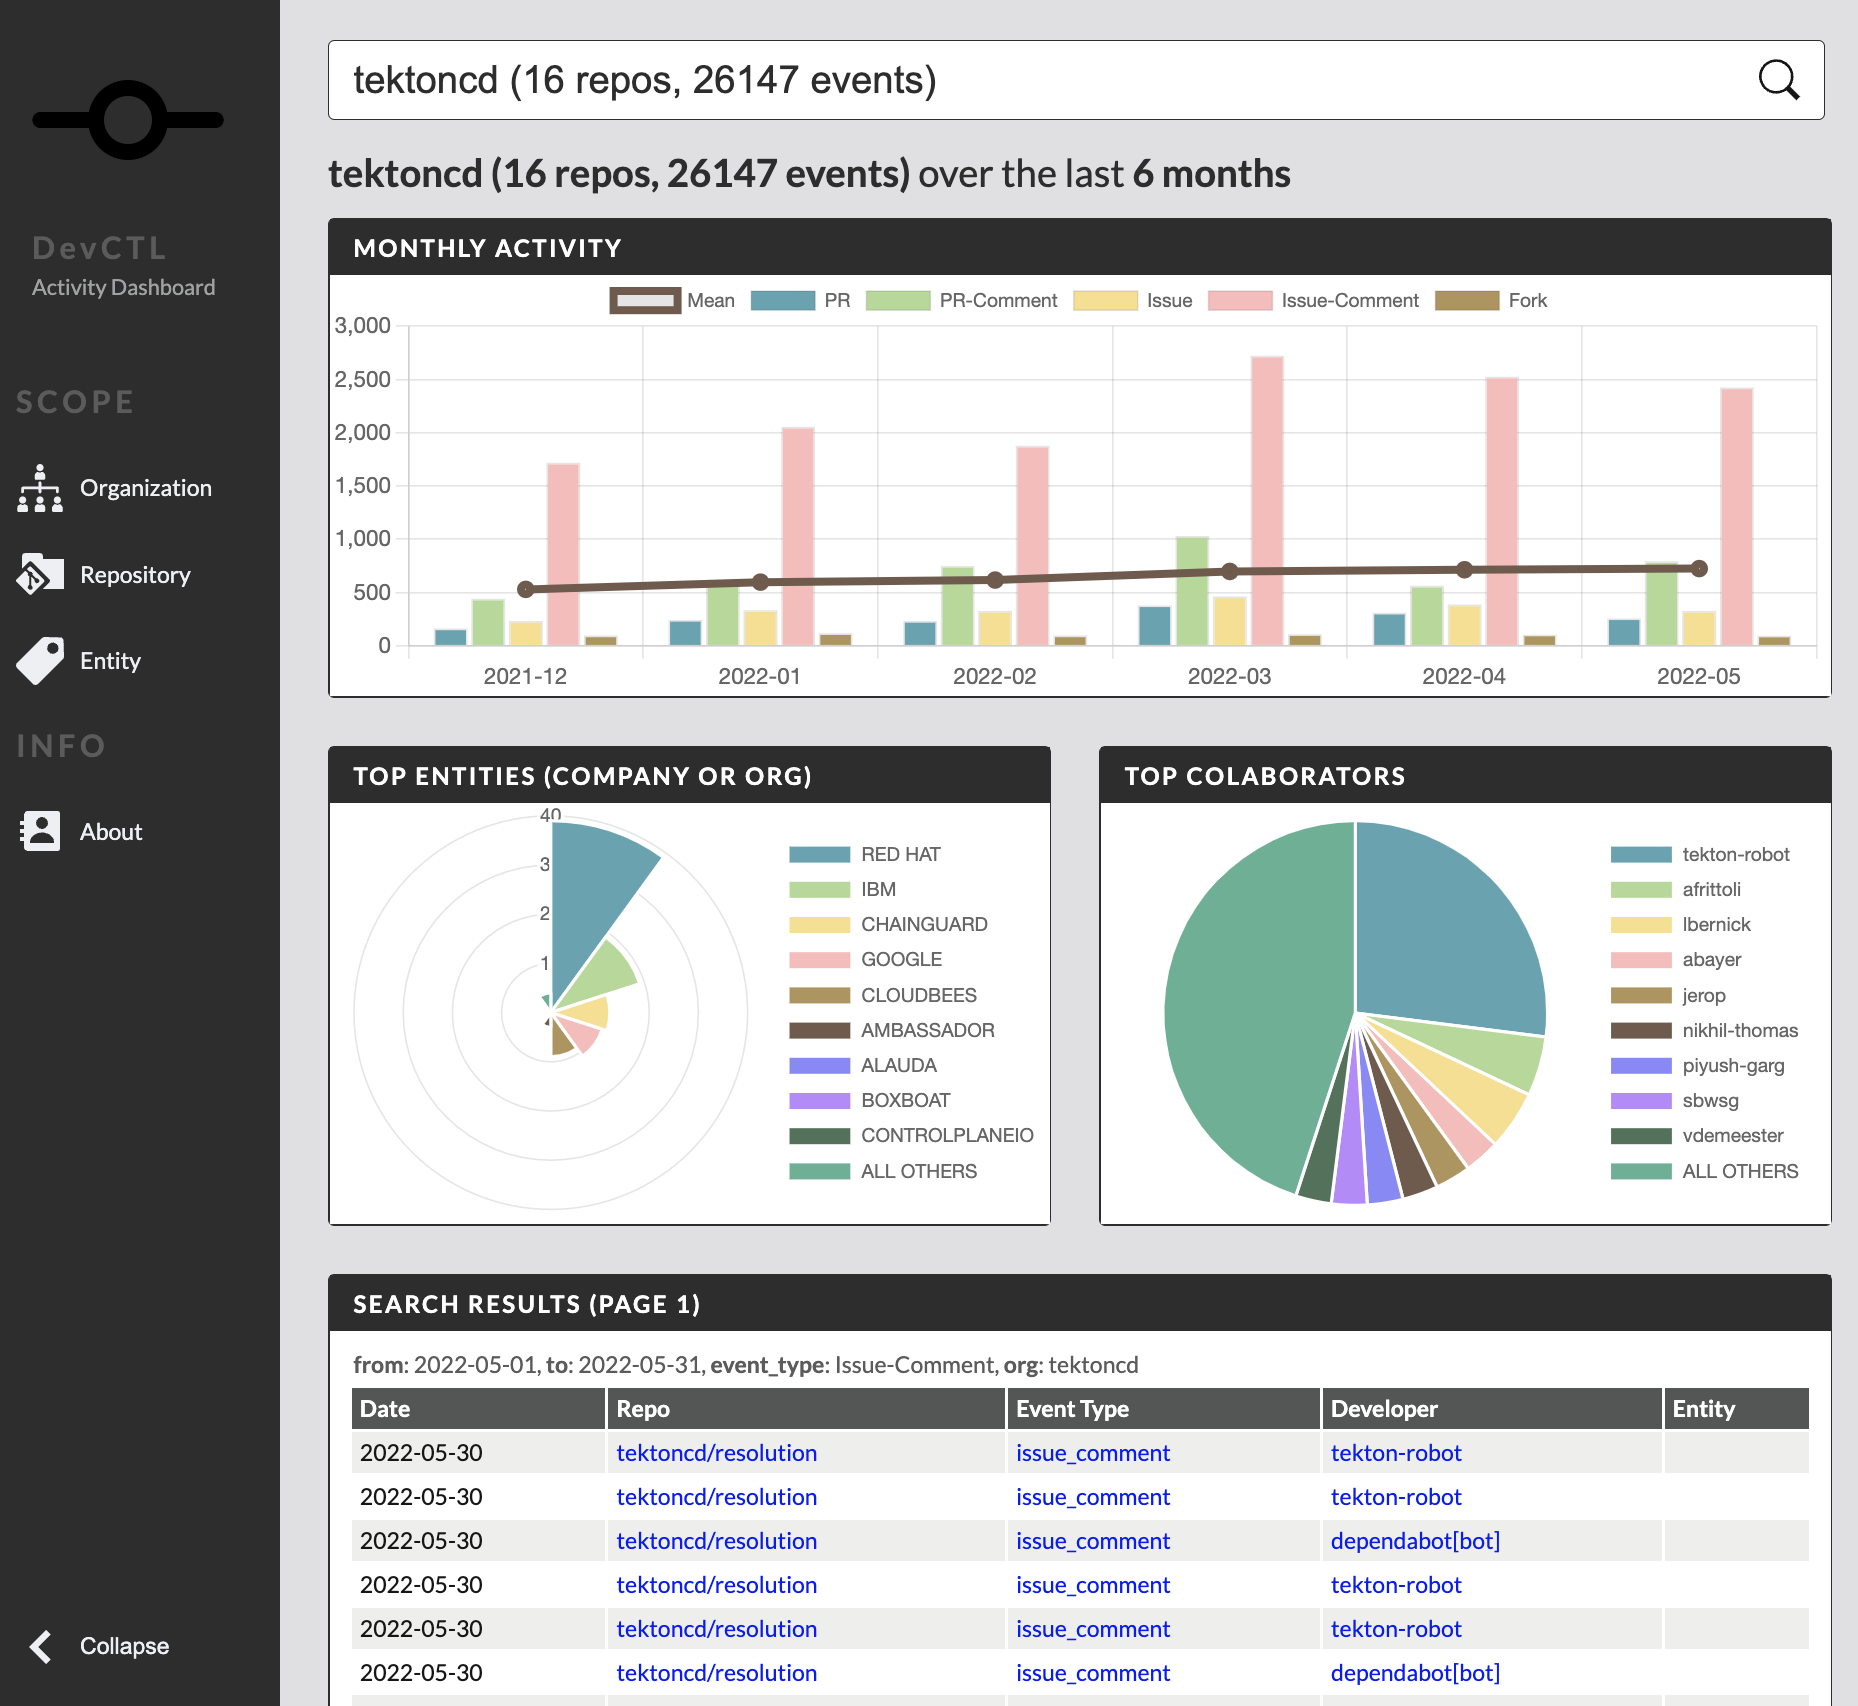 tektoncd (16 repos, 26147 events)
tektoncd (16 repos, 26147 events) over the last 6 months
DevCTL
Activity Dashboard
SCOPE
Organization
Repository
Entity
INFO
About
Collapse
MONTHLY ACTIVITY
Mean PR PR-Comment Issue Issue-Comment Fork
3,000
2,500
2,000
1,500
1,000
500
0
2021-12 2022-01 2022-02 2022-03 2022-04 2022-05
TOP ENTITIES (COMPANY OR ORG)
40
3
2
1
RED HAT
IBM
CHAINGUARD
GOOGLE
CLOUDBEES
AMBASSADOR
ALAUDA
BOXBOAT
CONTROLPLANEIO
ALL OTHERS
TOP COLABORATORS
tekton-robot
afrittoli
lbernick
abayer
jerop
nikhil-thomas
piyush-garg
sbwsg
vdemeester
ALL OTHERS
SEARCH RESULTS (PAGE 1)
from: 2022-05-01, to: 2022-05-31, event_type: Issue-Comment, org: tektoncd
Date Repo Event Type Developer Entity
2022-05-30 tektoncd/resolution issue_comment tekton-robot
2022-05-30 tektoncd/resolution issue_comment tekton-robot
2022-05-30 tektoncd/resolution issue_comment dependabot[bot]
2022-05-30 tektoncd/resolution issue_comment tekton-robot
2022-05-30 tektoncd/resolution issue_comment tekton-robot
2022-05-30 tektoncd/resolution issue_comment dependabot[bot]